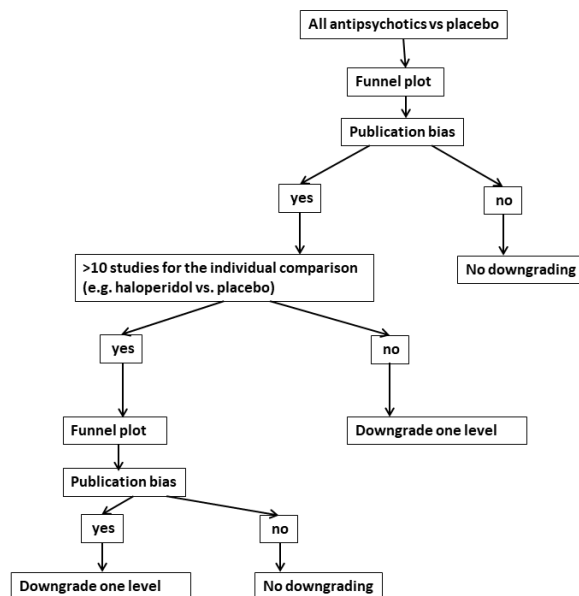 All antipsychotics vs placebo
Funnel plot
Publication bias
yes
no
>10 studies for the individual comparison
(e.g. haloperidol vs. placebo)
No downgrading
yes
no
Funnel plot
Downgrade one level
Publication bias
yes
no
Downgrade one level
No downgrading